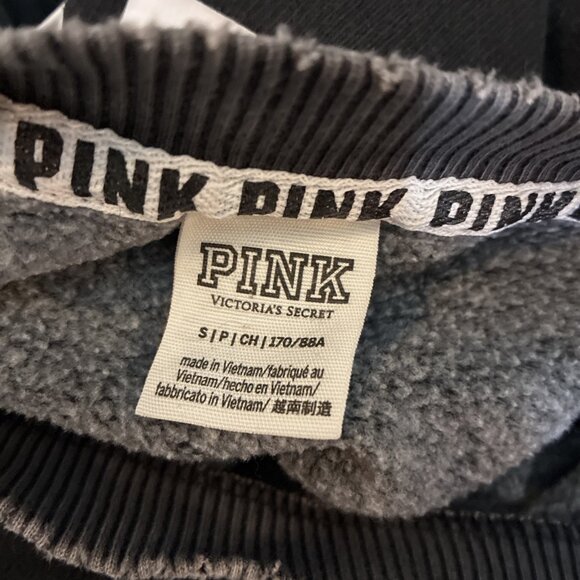 PINK PINK PINK
PINK
VICTORIA'S SECRET
S|P|CH|170/88A
made in Vietnam/fabriqué au
Vietnam/hecho en Vietnam/
fabbricato in Vietnam/ 越南制造